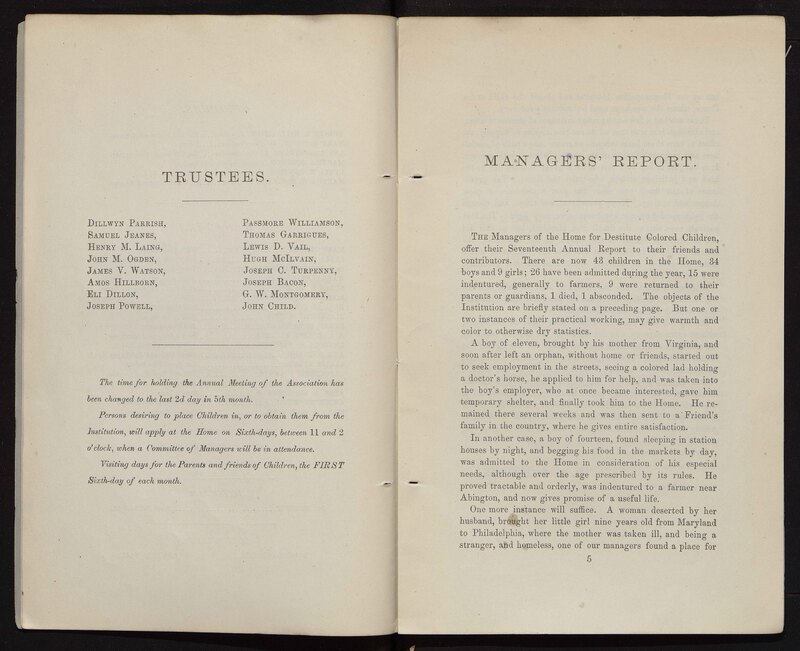 TRUSTEES.
DILLWYN PARRISH,
SAMUEL JEANES,
HENRY M. LAING,
JOHN M. OGDEN,
JAMES V. WATSON,
AMOS HILLBORN,
ELI DILLON,
JOSEPH POWELL,
PASSMORE WILLIAMSON,
THOMAS GARRIGUES,
LEWIS D. VAIL,
HUGH MCILVAIN,
JOSEPH C. TURPENNY,
JOSEPH BACON,
G. W. MONTGOMERY,
JOHN CHILD.
The time for holding the Annual Meeting of the Association has
been changed to the last 2d day in 5th month.
Persons desiring to place Children in, or to obtain them from the
Institution, will apply at the Home on Sixth-days, between 11 and 2
o'clock, when a Committee of Managers will be in attendance.
Visiting days for the Parents and friends of Children, the FIRST
Sixth-day of each month.
MANAGERS' REPORT.
THE Managers of the Home for Destitute Colored Children,
offer their Seventeenth Annual Report to their friends and
contributors. There are now 43 children in the Home, 34
boys and 9 girls; 26 have been admitted during the year, 15 were
indentured, generally to farmers, 9 were returned to their
parents or guardians, 1 died, 1 absconded. The objects of the
Institution are briefly stated on a preceding page. But one or
two instances of their practical working, may give warmth and
color to otherwise dry statistics.
A boy of eleven, brought by his mother from Virginia, and
soon after left an orphan, without home or friends, started out
to seek employment in the streets, seeing a colored lad holding
a doctor's horse, he applied to him for help, and was taken into
the boy's employer, who at once became interested, gave him
temporary shelter, and finally took him to the Home. He re-
mained there several weeks and was then sent to a Friend's
family in the country, where he gives entire satisfaction.
In another case, a boy of fourteen, found sleeping in station
houses by night, and begging his food in the markets by day,
was admitted to the Home in consideration of his especial
needs, although over the age prescribed by its rules. He
proved tractable and orderly, was indentured to a farmer near
Abington, and now gives promise of a useful life.
One more instance will suffice. A woman deserted by her
husband, brought her little girl nine years old from Maryland
to Philadelphia, where the mother was taken ill, and being a
stranger, and homeless, one of our managers found a place for
5